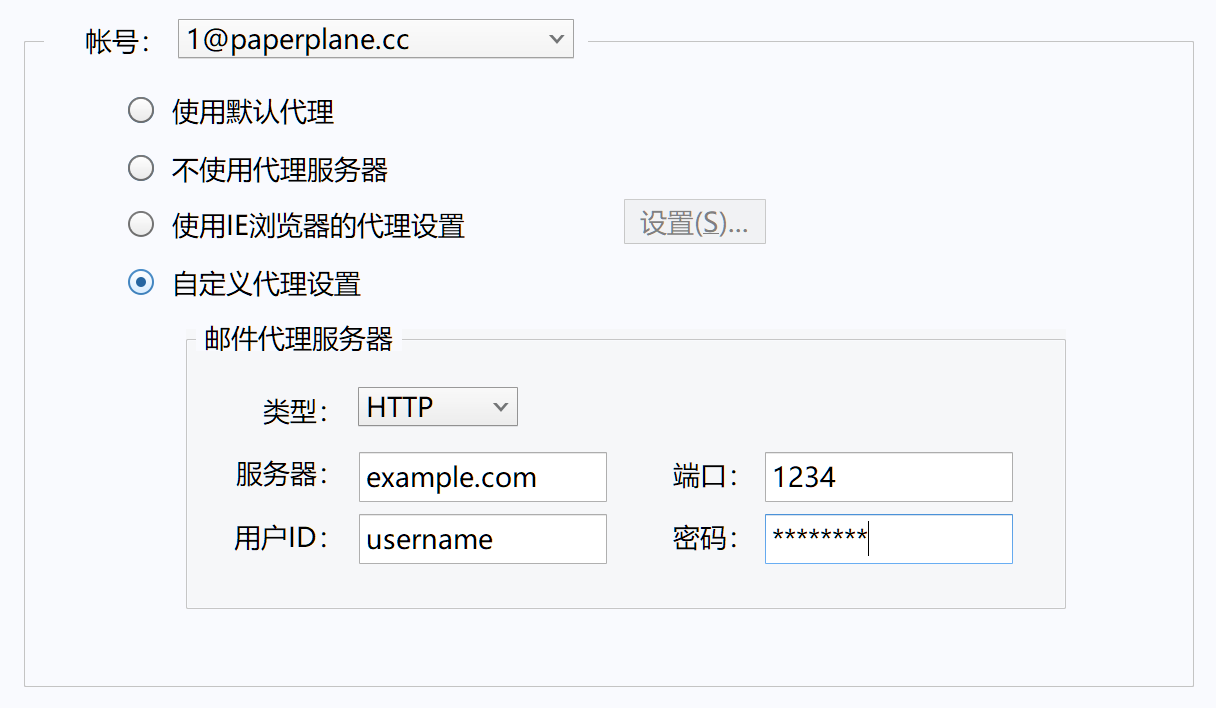 帐号： 1@paperplane.cc
使用默认代理
不使用代理服务器
使用IE浏览器的代理设置 设置(S)...
自定义代理设置
邮件代理服务器
类型： HTTP
服务器： example.com 端口： 1234
用户ID： username 密码： ********